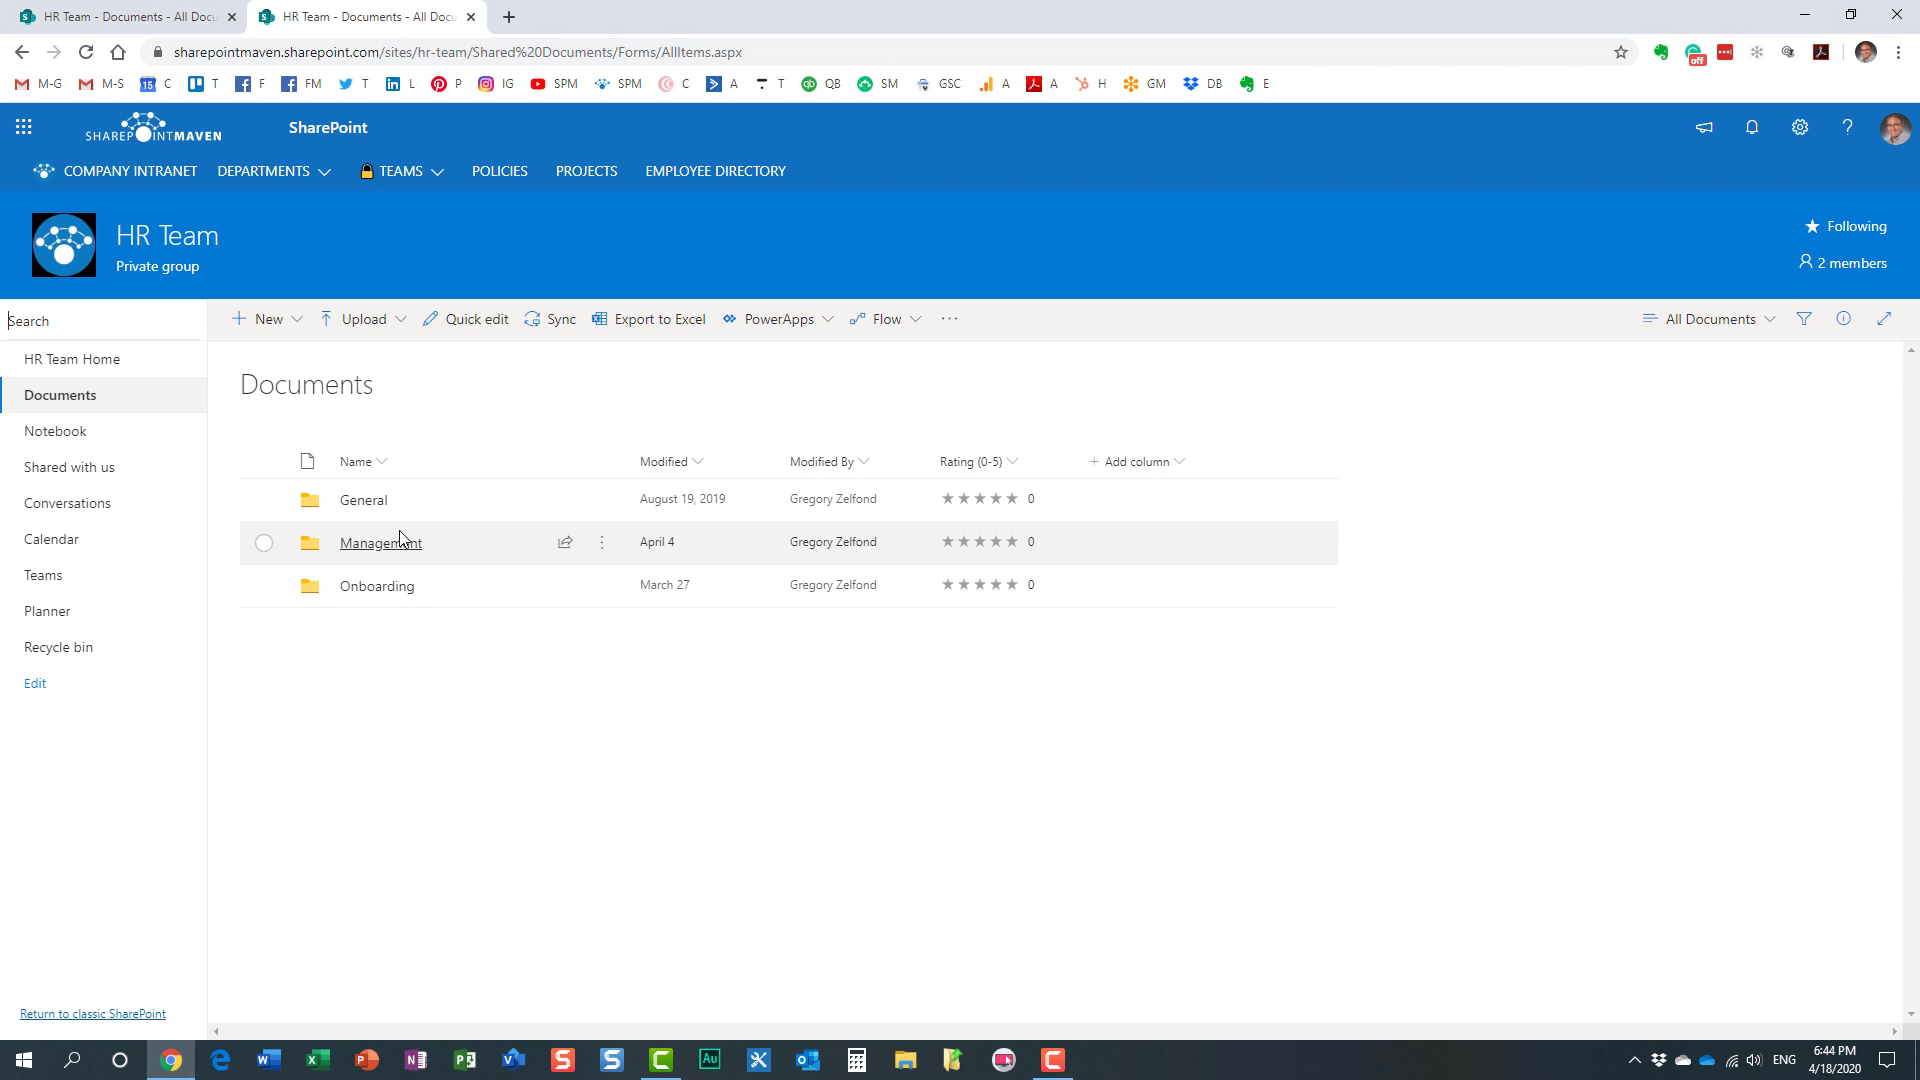 HR Team - Documents - All Docu
HR Team - Documents - All Docu
sharepointmaven.sharepoint.com/sites/hr-team/Shared%20Documents/Forms/AllItems.aspx
off
M-G M-S 15 C T F FM T L P IG SPM SPM C A T QB SM GSC A A H GM DB E
SHAREPOINTMAVEN SharePoint
COMPANY INTRANET DEPARTMENTS TEAMS POLICIES PROJECTS EMPLOYEE DIRECTORY
HR Team
Private group
Following
2 members
Search
New Upload Quick edit Sync Export to Excel PowerApps Flow ··· All Documents
HR Team Home
Documents
Notebook
Shared with us
Conversations
Calendar
Teams
Planner
Recycle bin
Edit
Return to classic SharePoint
Documents
Name Modified Modified By Rating (0-5) + Add column
General August 19, 2019 Gregory Zelfond 0
Management April 4 Gregory Zelfond 0
Onboarding March 27 Gregory Zelfond 0
Au
ENG
6:44 PM
4/18/2020